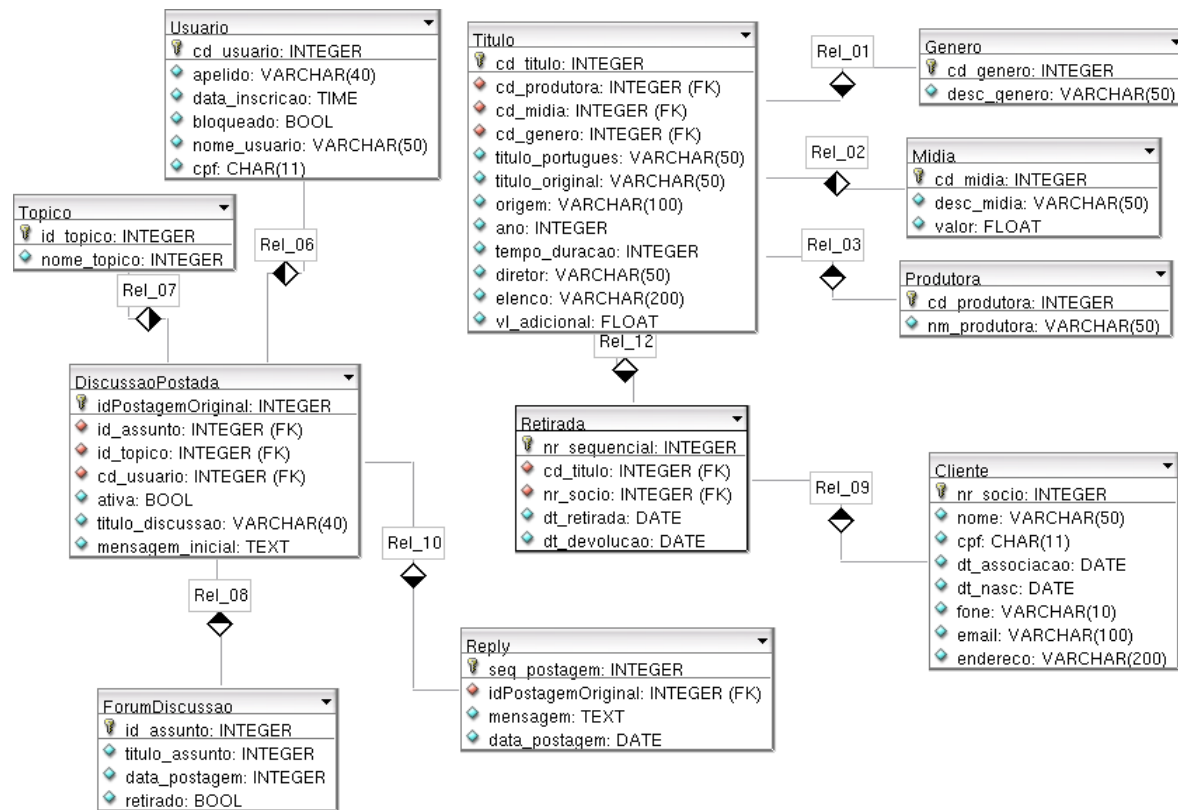 Usuario
cd_usuario: INTEGER
apelido: VARCHAR(40)
data_inscricao: TIME
bloqueado: BOOL
nome_usuario: VARCHAR(50)
cpf: CHAR(11)
Titulo
cd_titulo: INTEGER
cd_produtora: INTEGER (FK)
cd_midia: INTEGER (FK)
cd_genero: INTEGER (FK)
titulo_portugues: VARCHAR(50)
titulo_original: VARCHAR(50)
origem: VARCHAR(100)
ano: INTEGER
tempo_duracao: INTEGER
diretor: VARCHAR(50)
elenco: VARCHAR(200)
vl_adicional: FLOAT
Rel_01
Genero
cd_genero: INTEGER
desc_genero: VARCHAR(50)
Rel_02
Midia
cd_midia: INTEGER
desc_midia: VARCHAR(50)
valor: FLOAT
Rel_03
Produtora
cd_produtora: INTEGER
nm_produtora: VARCHAR(50)
Topico
id_topico: INTEGER
nome_topico: INTEGER
Rel_06
Rel_07
Rel_12
DiscussaoPostada
idPostagemOriginal: INTEGER
id_assunto: INTEGER (FK)
id_topico: INTEGER (FK)
cd_usuario: INTEGER (FK)
ativa: BOOL
titulo_discussao: VARCHAR(40)
mensagem_inicial: TEXT
Retirada
nr_sequencial: INTEGER
cd_titulo: INTEGER (FK)
nr_socio: INTEGER (FK)
dt_retirada: DATE
dt_devolucao: DATE
Rel_09
Cliente
nr_socio: INTEGER
nome: VARCHAR(50)
cpf: CHAR(11)
dt_associacao: DATE
dt_nasc: DATE
fone: VARCHAR(10)
email: VARCHAR(100)
endereco: VARCHAR(200)
Rel_10
Rel_08
Reply
seq_postagem: INTEGER
idPostagemOriginal: INTEGER (FK)
mensagem: TEXT
data_postagem: DATE
ForumDiscussao
id_assunto: INTEGER
titulo_assunto: INTEGER
data_postagem: INTEGER
retirado: BOOL